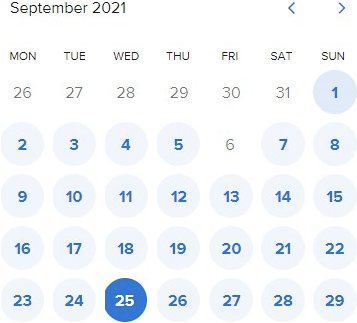 September 2021
MON TUE WED THU FRI SAT SUN
26 27 28 29 30 31 1
2 3 4 5 6 7 8
9 10 11 12 13 14 15
16 17 18 19 20 21 22
23 24 25 26 27 28 29